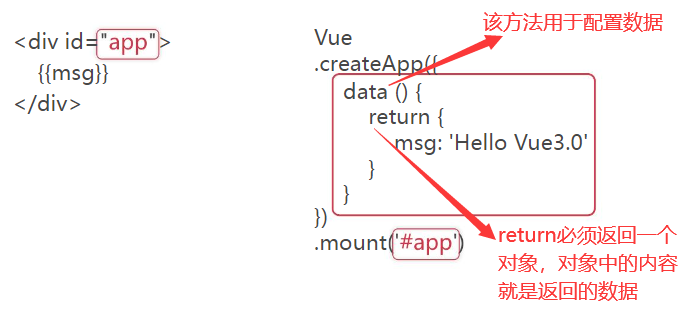 <div id="app">
{{msg}}
</div>
该方法用于配置数据
Vue
.createApp({
data () {
return {
msg: 'Hello Vue3.0'
}
}
})
.mount('#app')
return必须返回一个
对象，对象中的内容
就是返回的数据